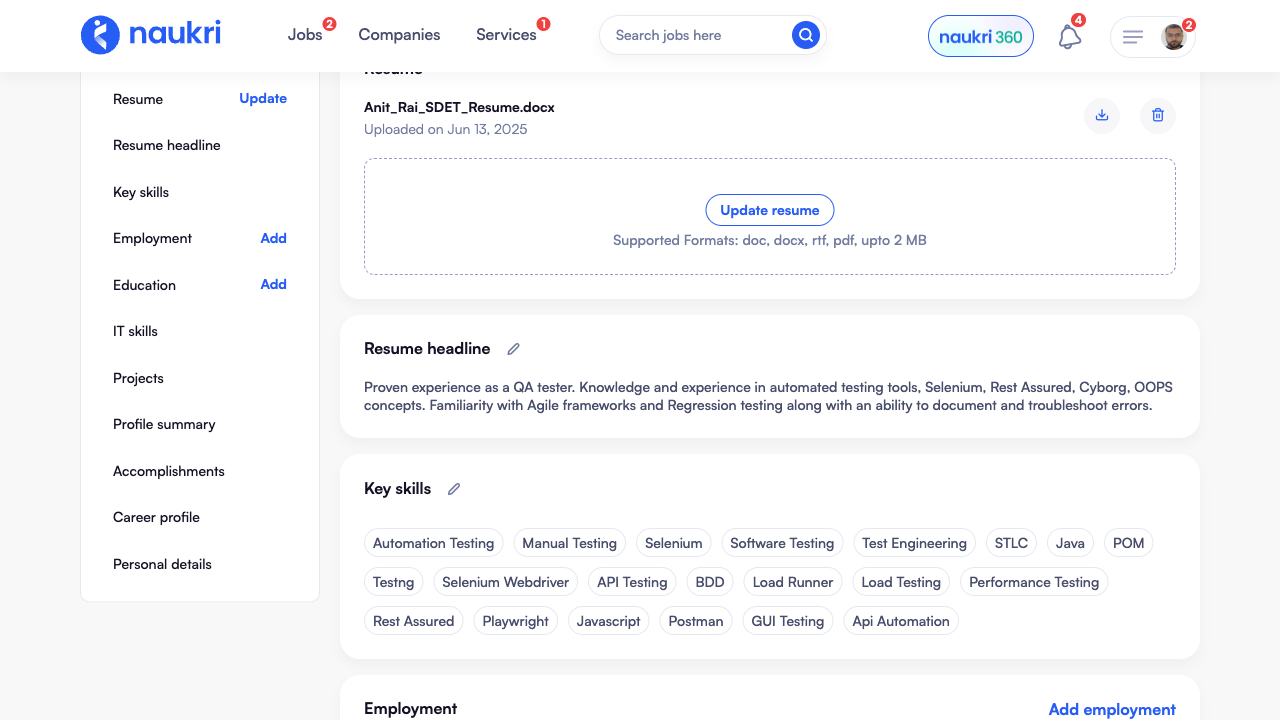 naukri
Jobs 2
Companies
Services 1
Search jobs here
naukri 360
4
2
Resume Update
Resume headline
Key skills
Employment Add
Education Add
IT skills
Projects
Profile summary
Accomplishments
Career profile
Personal details
Resume
Anit_Rai_SDET_Resume.docx
Uploaded on Jun 13, 2025
Update resume
Supported Formats: doc, docx, rtf, pdf, upto 2 MB
Resume headline
Proven experience as a QA tester. Knowledge and experience in automated testing tools, Selenium, Rest Assured, Cyborg, OOPS
concepts. Familiarity with Agile frameworks and Regression testing along with an ability to document and troubleshoot errors.
Key skills
Automation Testing Manual Testing Selenium Software Testing Test Engineering STLC Java POM
Testng Selenium Webdriver API Testing BDD Load Runner Load Testing Performance Testing
Rest Assured Playwright Javascript Postman GUI Testing Api Automation
Employment Add employment